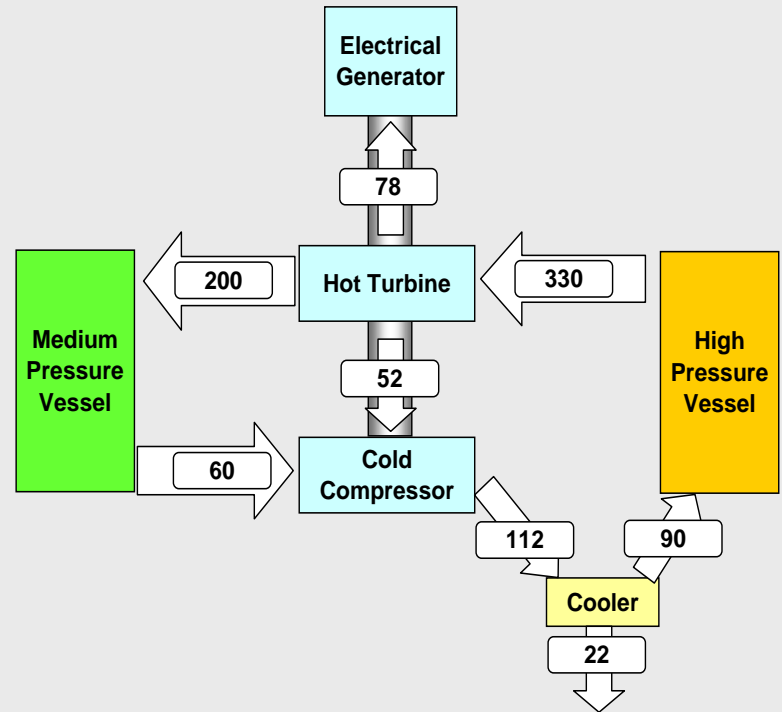 Electrical
Generator
78
200
Hot Turbine
330
Medium
Pressure
Vessel
High
Pressure
Vessel
52
60
Cold
Compressor
112
90
Cooler
22